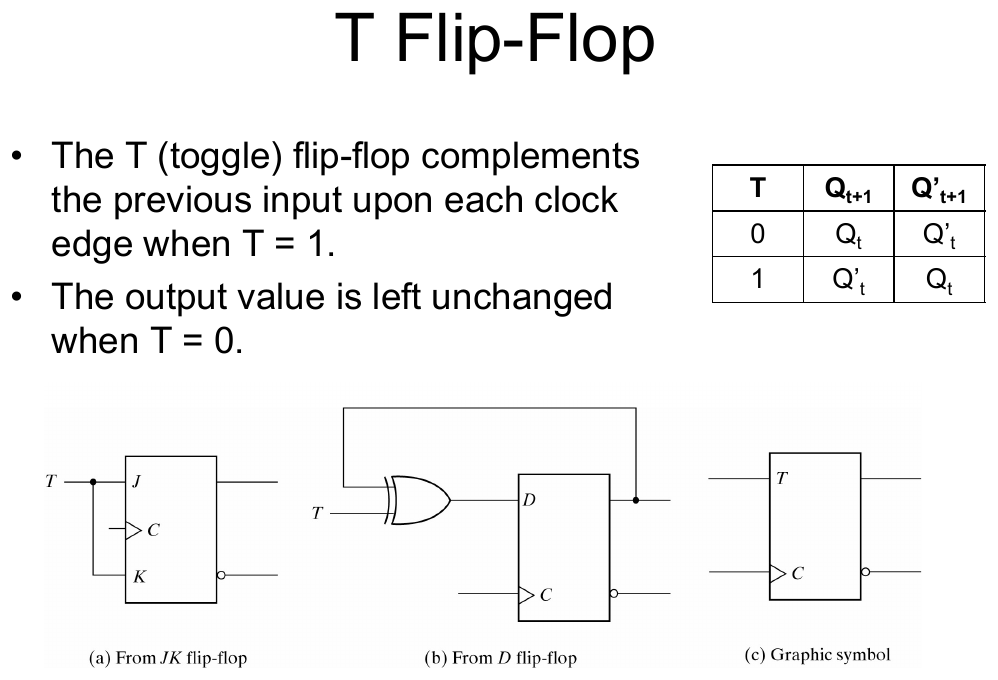 T Flip-Flop
• The T (toggle) flip-flop complements
the previous input upon each clock
edge when T = 1.
• The output value is left unchanged
when T = 0.
T Qt+1 Q’t+1
0 Qt Q’t
1 Q’t Qt
T J
C
K
(a) From JK flip-flop
T D
C
(b) From D flip-flop
T
C
(c) Graphic symbol